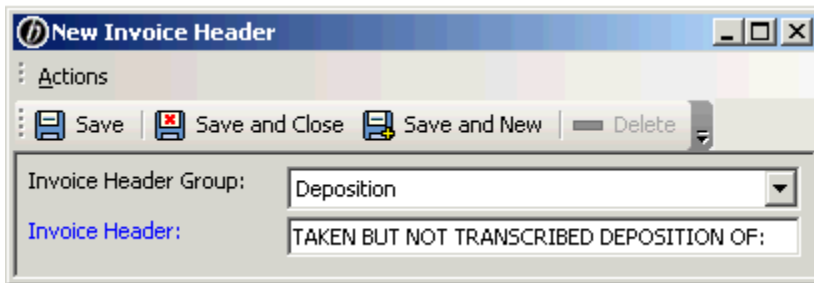 New Invoice Header
Actions
Save Save and Close Save and New Delete
Invoice Header Group: Deposition
Invoice Header: TAKEN BUT NOT TRANSCRIBED DEPOSITION OF: